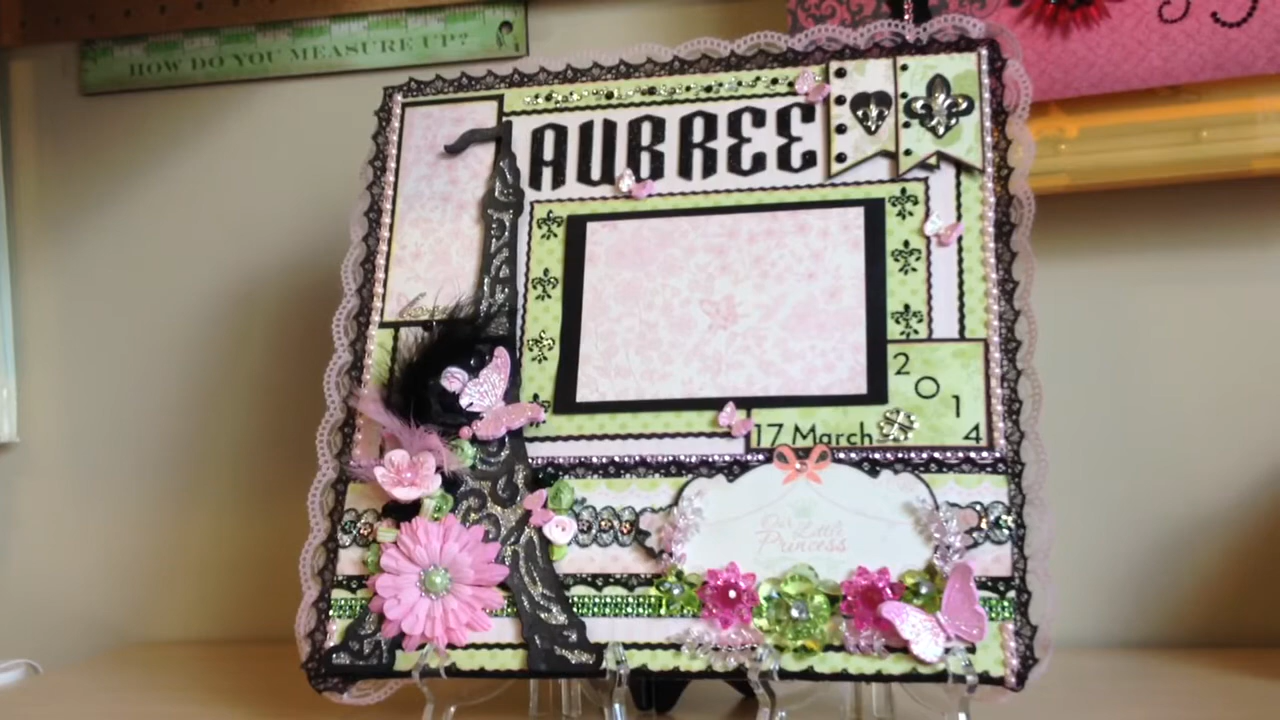 HOW DO YOU MEASURE UP?
AUBREE
2
0
1
4
17 March
Our Little
Princess